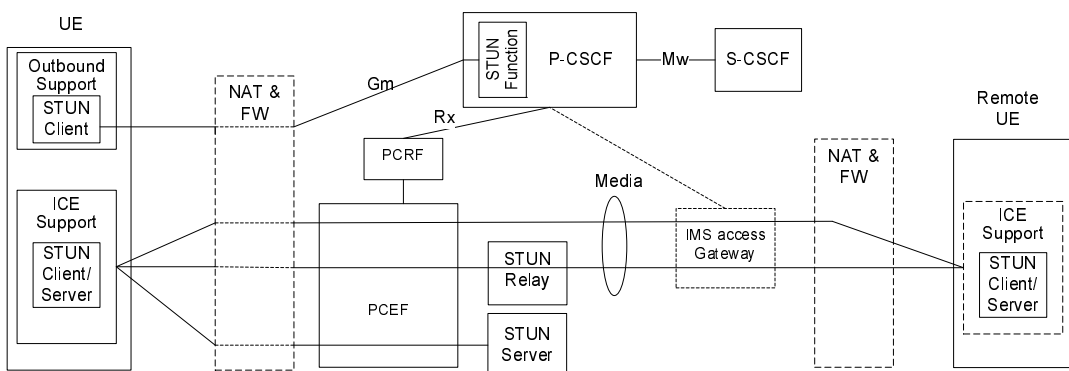 UE
Outbound
Support
STUN
Client
ICE
Support
STUN
Client/
Server
NAT &
FW
Gm
STUN
Function
P-CSCF
Mw
S-CSCF
Rx
PCRF
PCEF
Media
STUN
Relay
STUN
Server
IMS access
Gateway
NAT &
FW
Remote
UE
ICE
Support
STUN
Client/
Server